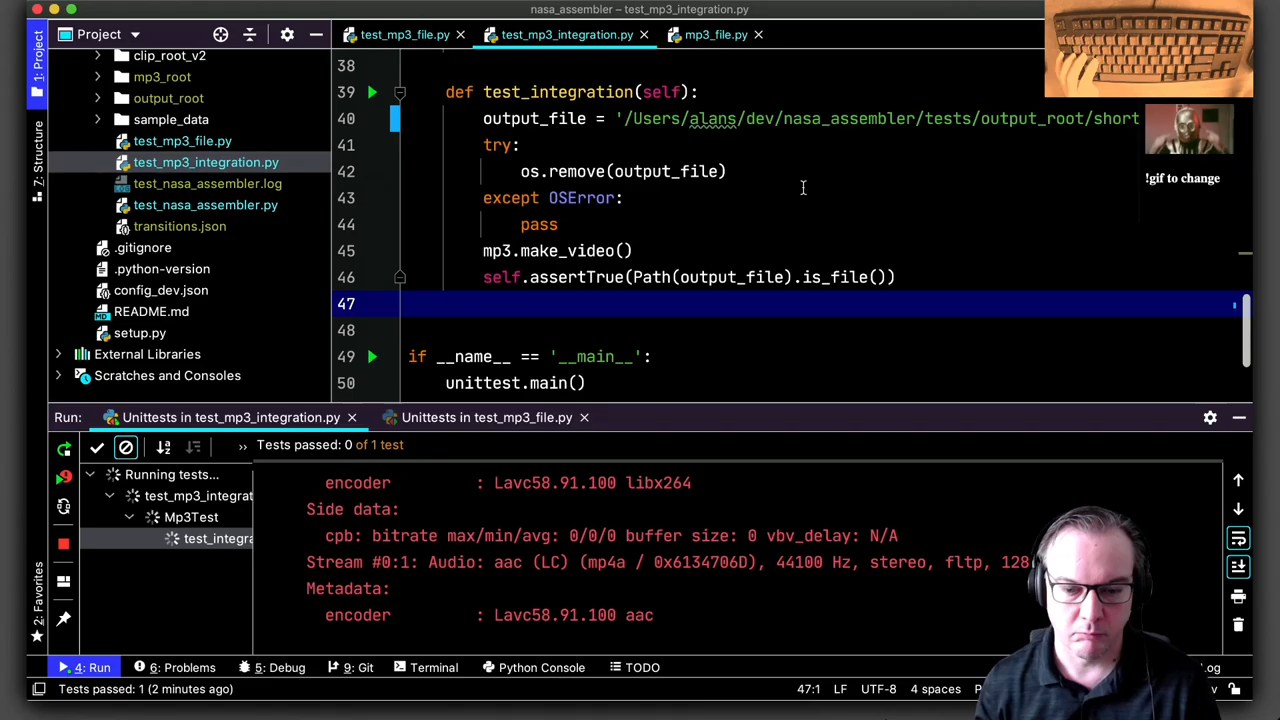 nasa_assembler – test_mp3_integration.py
Project
test_mp3_file.py
test_mp3_integration.py
mp3_file.py
1: Project
7: Structure
2: Favorites
clip_root_v2
mp3_root
output_root
sample_data
test_mp3_file.py
test_mp3_integration.py
test_nasa_assembler.log
test_nasa_assembler.py
transitions.json
.gitignore
.python-version
config_dev.json
README.md
setup.py
External Libraries
Scratches and Consoles
38
39 def test_integration(self):
40 output_file = '/Users/alans/dev/nasa_assembler/tests/output_root/short
41 try:
42 os.remove(output_file)
43 except OSError:
44 pass
45 mp3.make_video()
46 self.assertTrue(Path(output_file).is_file())
47
48
49 if __name__ == '__main__':
50 unittest.main()
!gif to change
Run: Unittests in test_mp3_integration.py Unittests in test_mp3_file.py
» Tests passed: 0 of 1 test
Running tests...
test_mp3_integrat
Mp3Test
test_integra
encoder : Lavc58.91.100 libx264
Side data:
cpb: bitrate max/min/avg: 0/0/0 buffer size: 0 vbv_delay: N/A
Stream #0:1: Audio: aac (LC) (mp4a / 0x6134706D), 44100 Hz, stereo, fltp, 128
Metadata:
encoder : Lavc58.91.100 aac
4: Run 6: Problems 5: Debug 9: Git Terminal Python Console TODO
Tests passed: 1 (2 minutes ago) 47:1 LF UTF-8 4 spaces